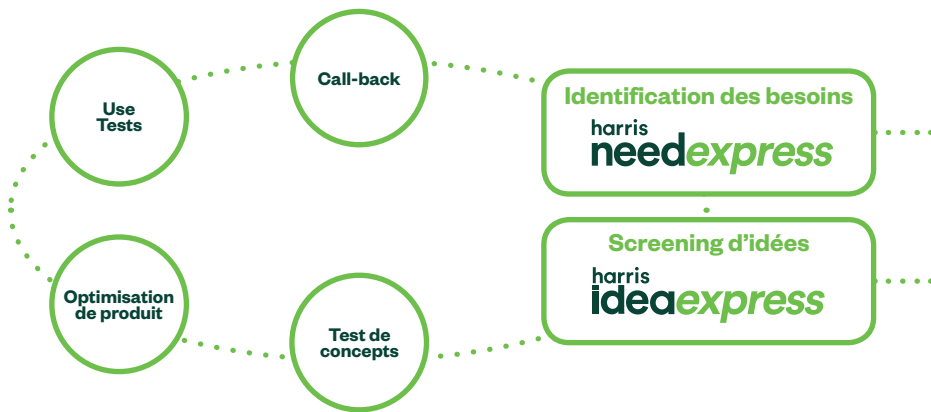 Use
Tests
Call-back
Identification des besoins
harris
needexpress
Screening d'idées
harris
ideaexpress
Optimisation
de produit
Test de
concepts